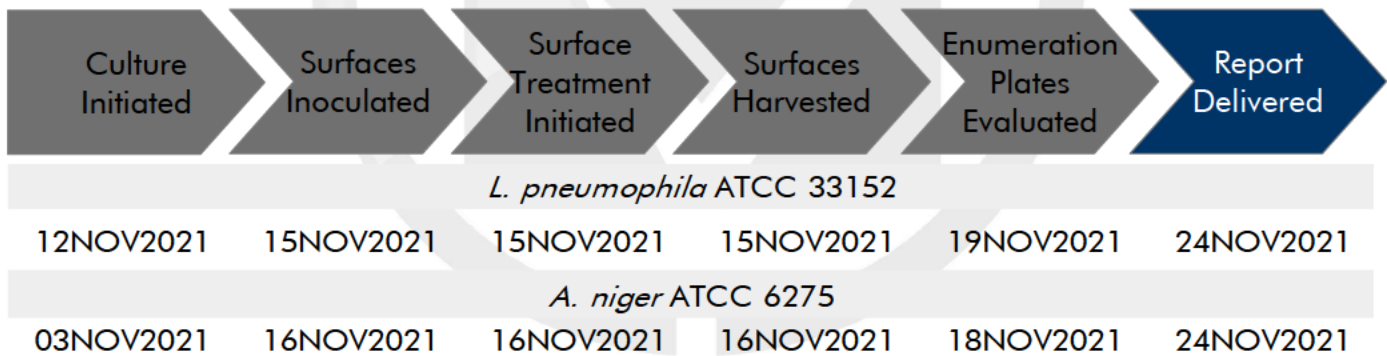 Culture
Initiated
Surfaces
Inoculated
Surface
Treatment
Initiated
Surfaces
Harvested
Enumeration
Plates
Evaluated
Report
Delivered
L. pneumophila ATCC 33152
12NOV2021 15NOV2021 15NOV2021 15NOV2021 19NOV2021 24NOV2021
A. niger ATCC 6275
03NOV2021 16NOV2021 16NOV2021 16NOV2021 18NOV2021 24NOV2021